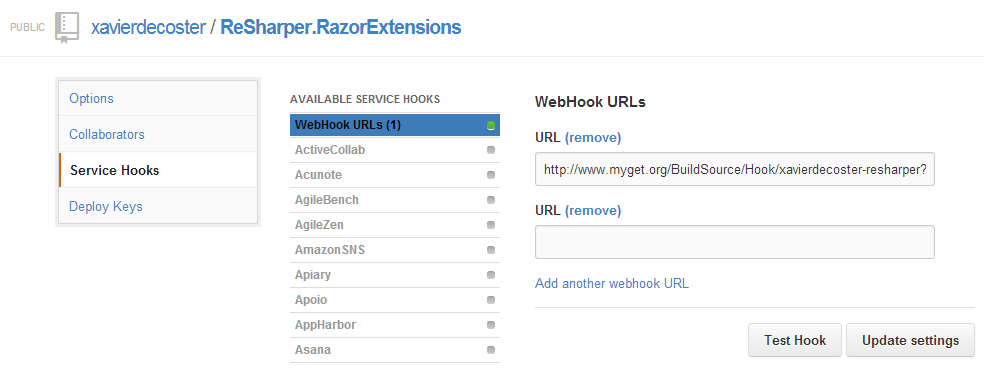 PUBLIC xavierdecoster / ReSharper.RazorExtensions
Options
Collaborators
Service Hooks
Deploy Keys
AVAILABLE SERVICE HOOKS
WebHook URLs (1)
ActiveCollab
Acunote
AgileBench
AgileZen
AmazonSNS
Apiary
Apoio
AppHarbor
Asana
WebHook URLs
URL (remove)
http://www.myget.org/BuildSource/Hook/xavierdecoster-resharper?
URL (remove)
Add another webhook URL
Test Hook Update settings